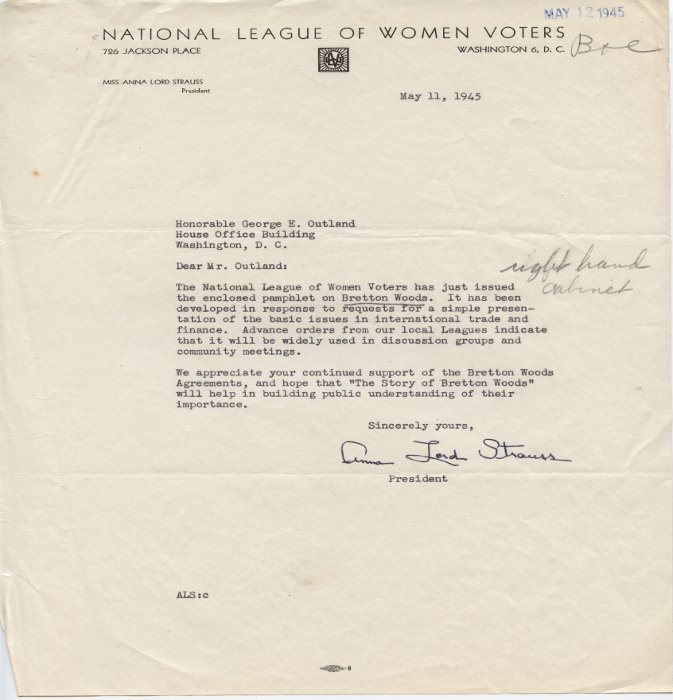 MAY 12 1945
NATIONAL LEAGUE OF WOMEN VOTERS
726 JACKSON PLACE
WASHINGTON 6, D. C.
MISS ANNA LORD STRAUSS
President
May 11, 1945
Honorable George E. Outland
House Office Building
Washington, D. C.
right hand
cabinet
Dear Mr. Outland:
The National League of Women Voters has just issued
the enclosed pamphlet on Bretton Woods. It has been
developed in response to requests for a simple presen-
tation of the basic issues in international trade and
finance. Advance orders from our local Leagues indicate
that it will be widely used in discussion groups and
community meetings.
We appreciate your continued support of the Bretton Woods
Agreements, and hope that "The Story of Bretton Woods"
will help in building public understanding of their
importance.
Sincerely yours,
Anna Lord Strauss
President
ALS:c